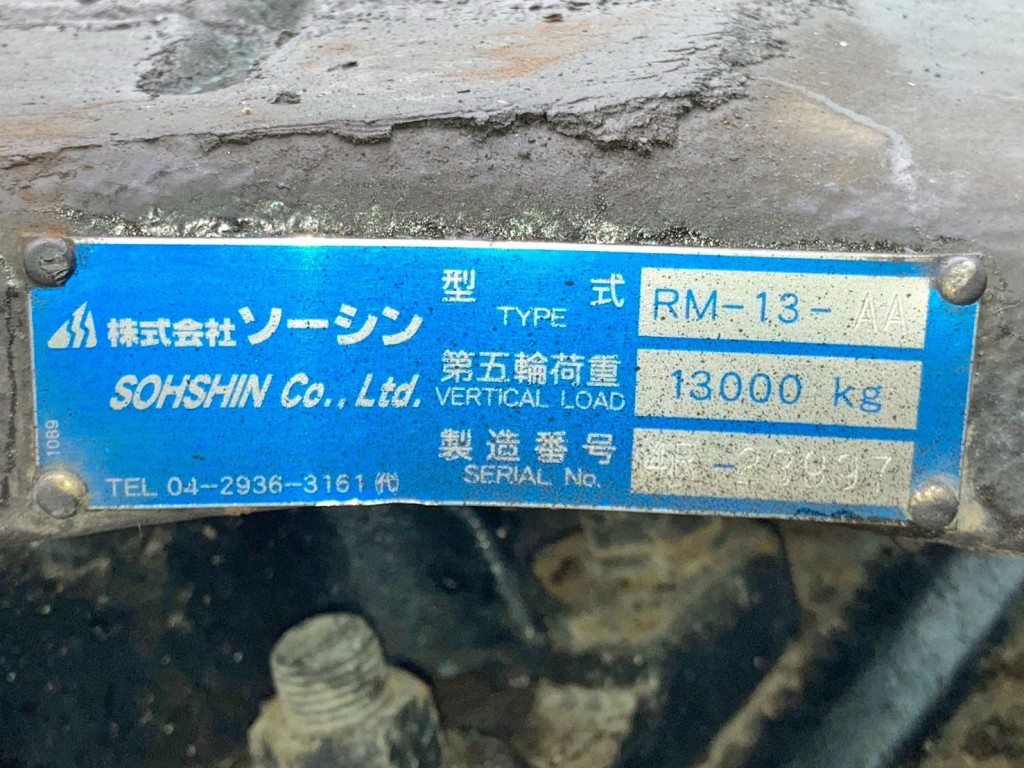 株式会社 ソーシン
SOHSHIN Co., Ltd.
1089
TEL 04-2936-3161 (代)
型式 RM-13-AA
TYPE
第五輪荷重 13000 kg
VERTICAL LOAD
製造番号
SERIAL No.